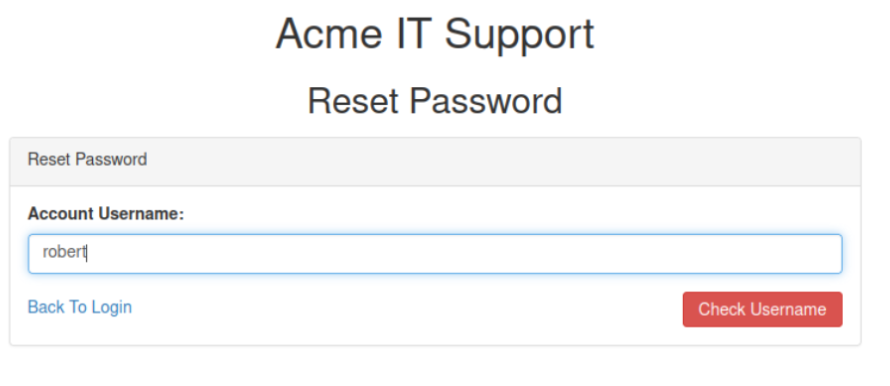 Acme IT Support
Reset Password
Reset Password
Account Username:
robert
Back To Login
Check Username